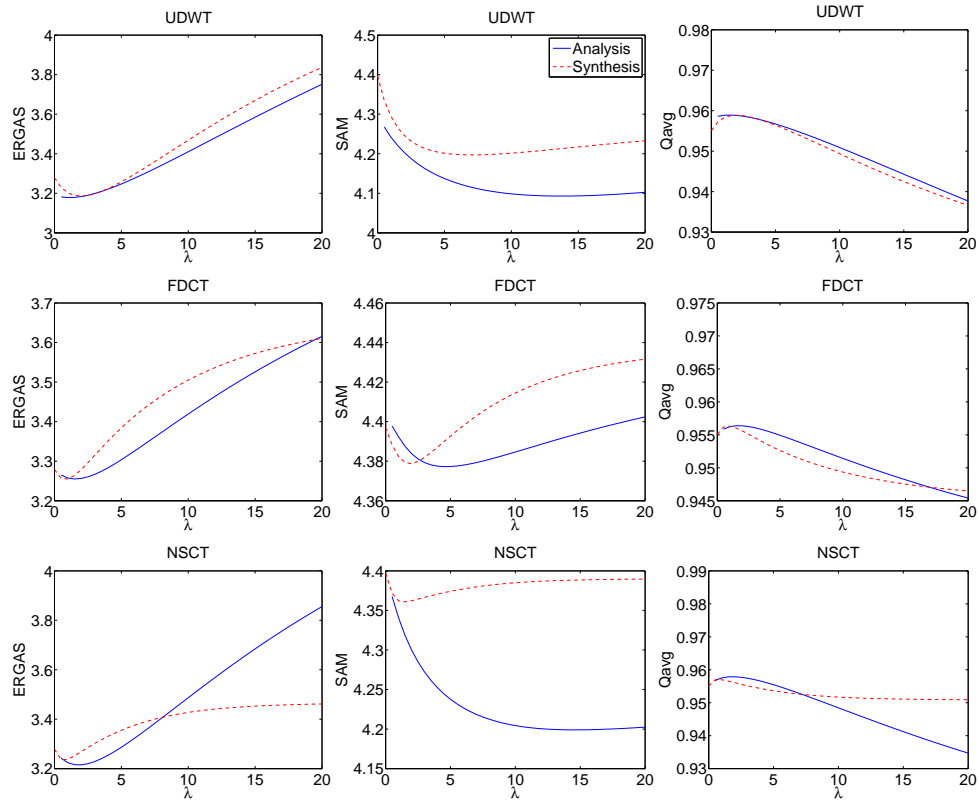 UDWT
ERGAS
4
3.8
3.6
3.4
3.2
3
0 5 10 15 20
λ
UDWT
SAM
4.5
4.4
4.3
4.2
4.1
4
0 5 10 15 20
λ
Analysis
Synthesis
UDWT
Qavg
0.98
0.97
0.96
0.95
0.94
0.93
0 5 10 15 20
λ
FDCT
ERGAS
3.7
3.6
3.5
3.4
3.3
3.2
0 5 10 15 20
λ
FDCT
SAM
4.46
4.44
4.42
4.4
4.38
4.36
0 5 10 15 20
λ
FDCT
Qavg
0.975
0.97
0.965
0.96
0.955
0.95
0.945
0 5 10 15 20
λ
NSCT
ERGAS
4
3.8
3.6
3.4
3.2
0 5 10 15 20
λ
NSCT
SAM
4.4
4.35
4.3
4.25
4.2
4.15
0 5 10 15 20
λ
NSCT
Qavg
0.99
0.98
0.97
0.96
0.95
0.94
0.93
0 5 10 15 20
λ